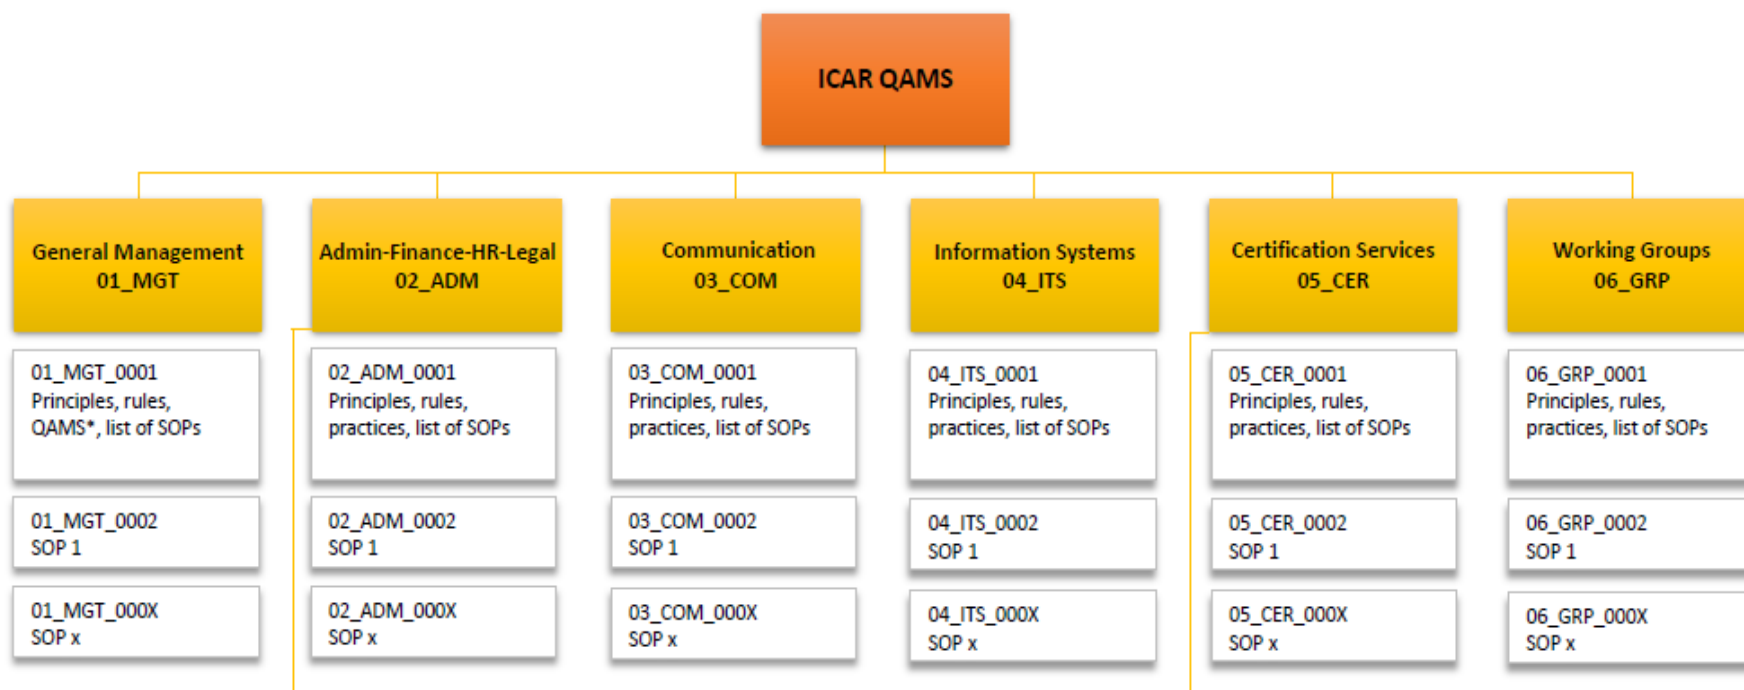 ICAR QAMS
General Management
01_MGT
Admin-Finance-HR-Legal
02_ADM
Communication
03_COM
Information Systems
04_ITS
Certification Services
05_CER
Working Groups
06_GRP
01_MGT_0001
Principles, rules,
QAMS*, list of SOPs
02_ADM_0001
Principles, rules,
practices, list of SOPs
03_COM_0001
Principles, rules,
practices, list of SOPs
04_ITS_0001
Principles, rules,
practices, list of SOPs
05_CER_0001
Principles, rules,
practices, list of SOPs
06_GRP_0001
Principles, rules,
practices, list of SOPs
01_MGT_0002
SOP 1
02_ADM_0002
SOP 1
03_COM_0002
SOP 1
04_ITS_0002
SOP 1
05_CER_0002
SOP 1
06_GRP_0002
SOP 1
01_MGT_000X
SOP x
02_ADM_000X
SOP x
03_COM_000X
SOP x
04_ITS_000X
SOP x
05_CER_000X
SOP x
06_GRP_000X
SOP x